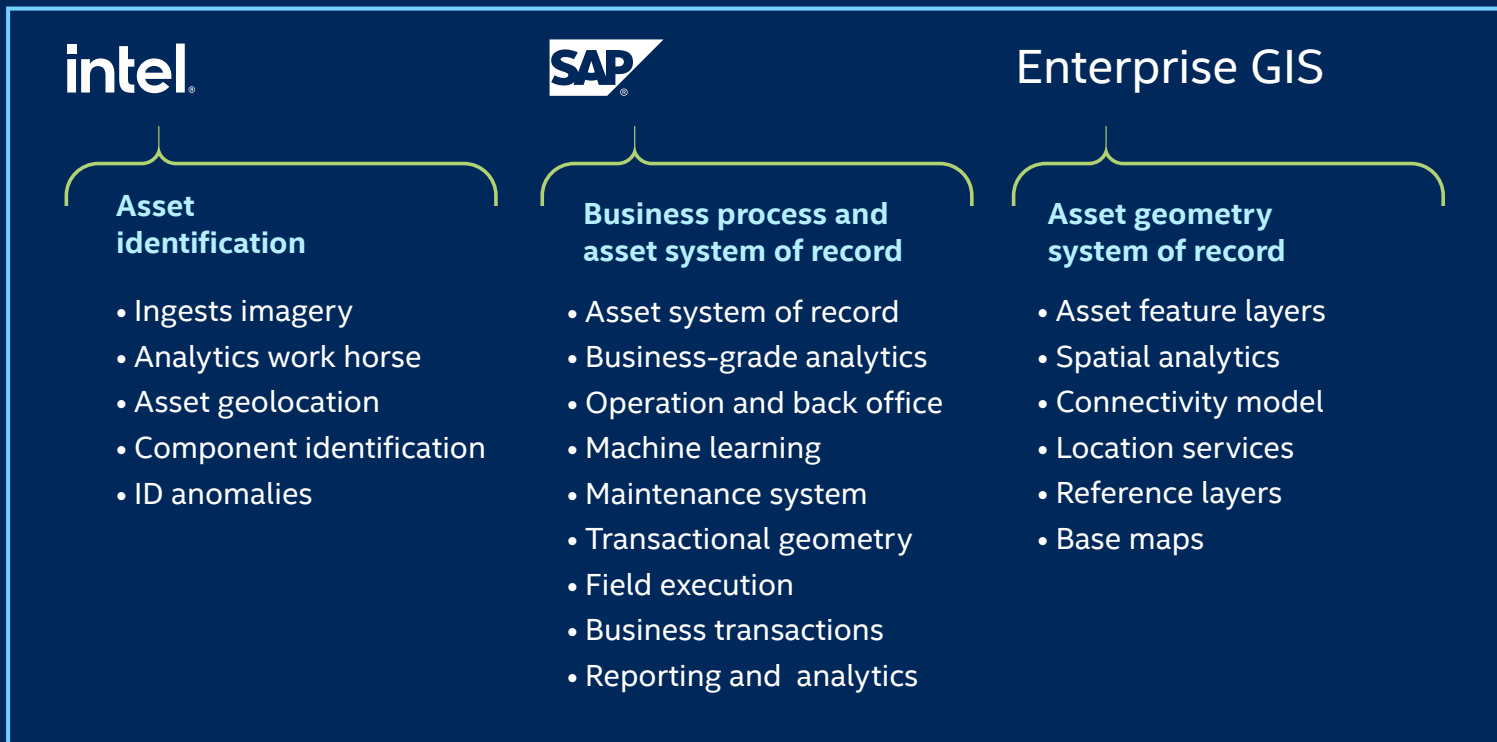 intel®
Asset
identification
• Ingests imagery
• Analytics work horse
• Asset geolocation
• Component identification
• ID anomalies
SAP®
Business process and
asset system of record
• Asset system of record
• Business-grade analytics
• Operation and back office
• Machine learning
• Maintenance system
• Transactional geometry
• Field execution
• Business transactions
• Reporting and analytics
Enterprise GIS
Asset geometry
system of record
• Asset feature layers
• Spatial analytics
• Connectivity model
• Location services
• Reference layers
• Base maps